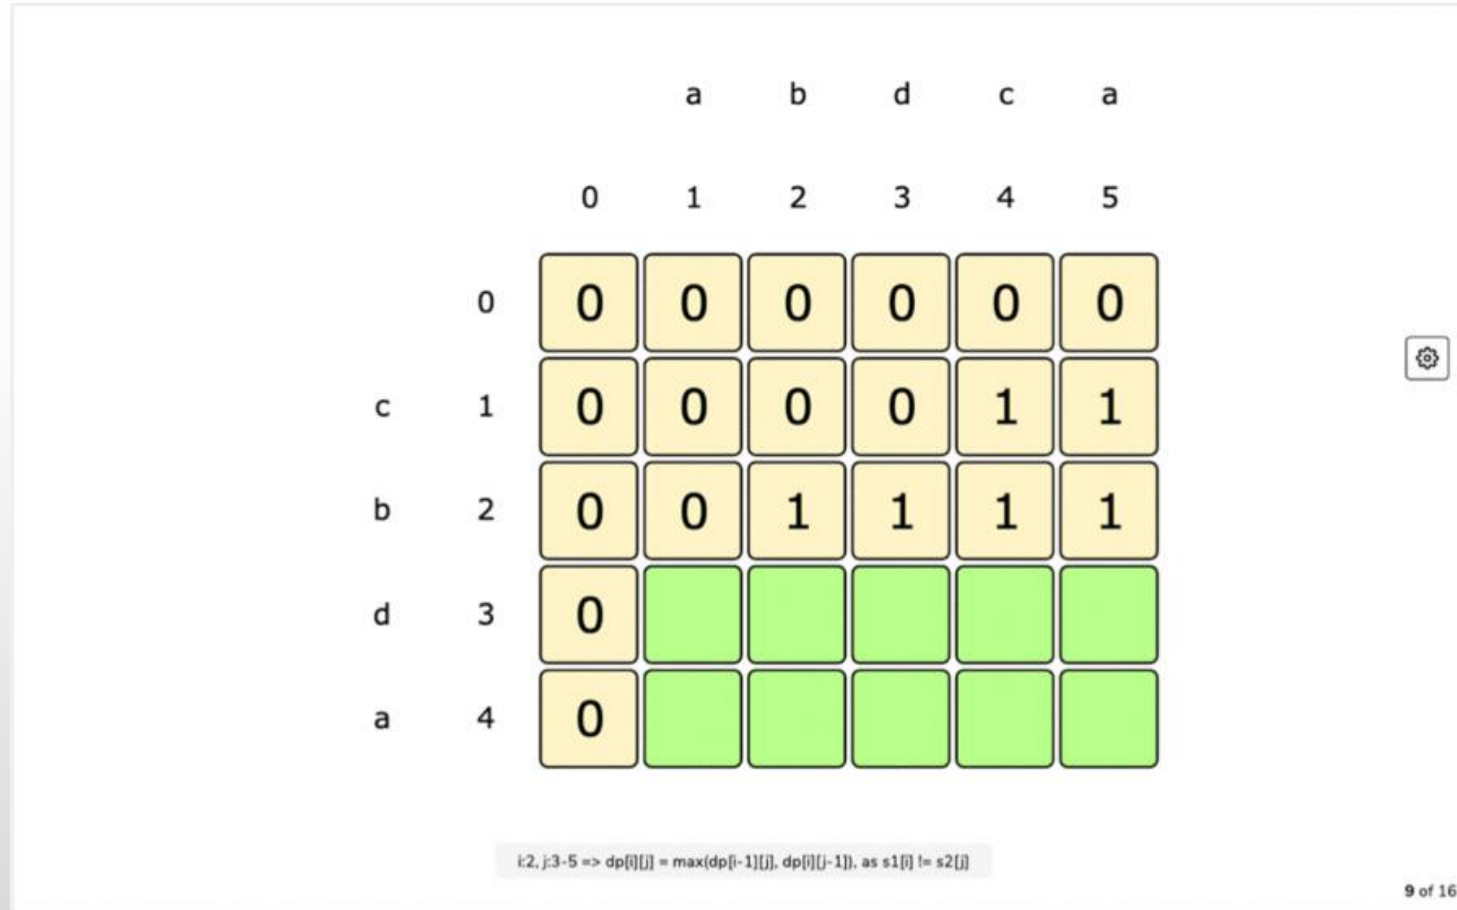 a b d c a
0 1 2 3 4 5
0 0 0 0 0 0 0
c 1 0 0 0 0 1 1
b 2 0 0 1 1 1 1
d 3 0
a 4 0
i:2, j:3-5 => dp[i][j] = max(dp[i-1][j], dp[i][j-1]), as s1[i] != s2[j]
9 of 16